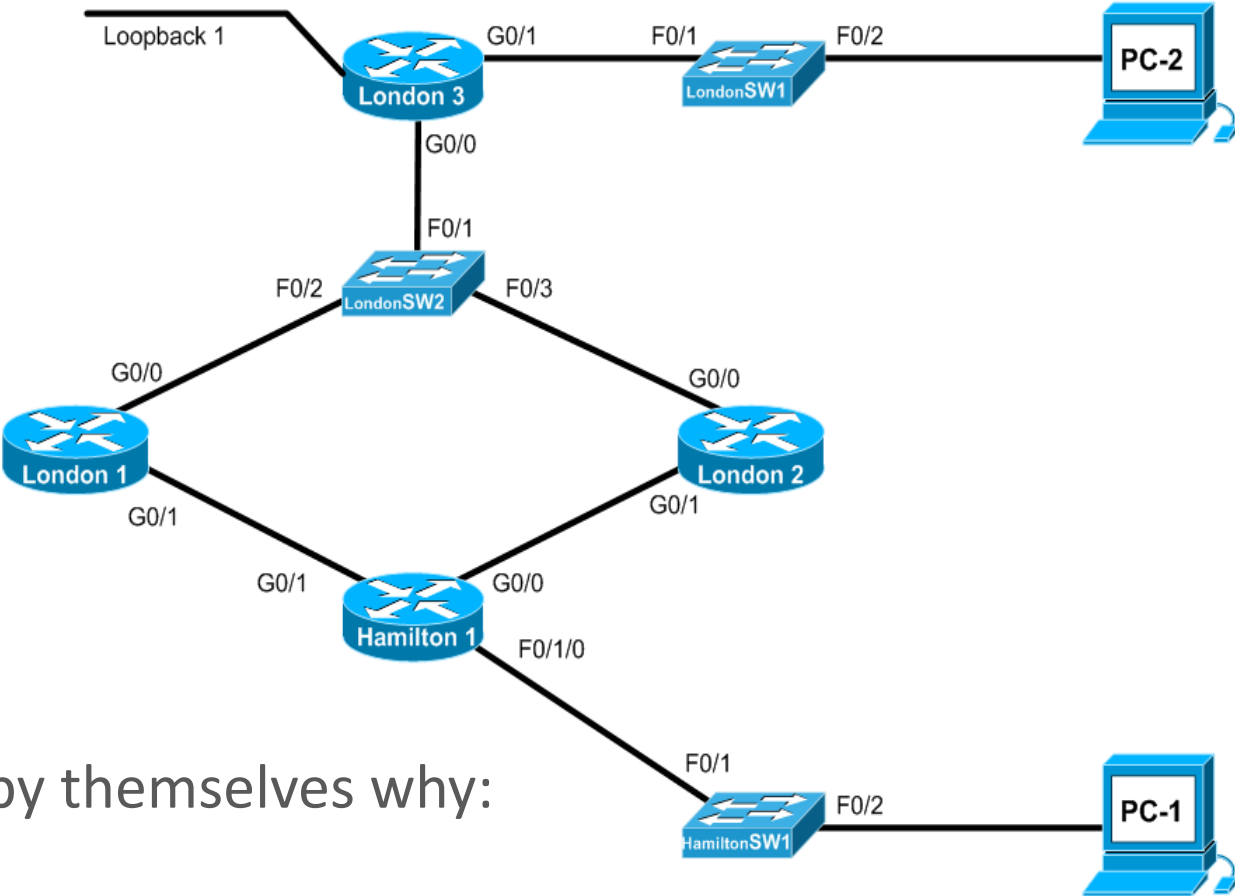 Loopback 1
G0/1
F0/1
F0/2
PC-2
London 3
LondonSW1
G0/0
F0/1
F0/2
F0/3
LondonSW2
G0/0
G0/0
London 1
London 2
G0/1
G0/1
G0/1
G0/0
Hamilton 1
F0/1/0
F0/1
by themselves why:
F0/2
PC-1
HamiltonSW1